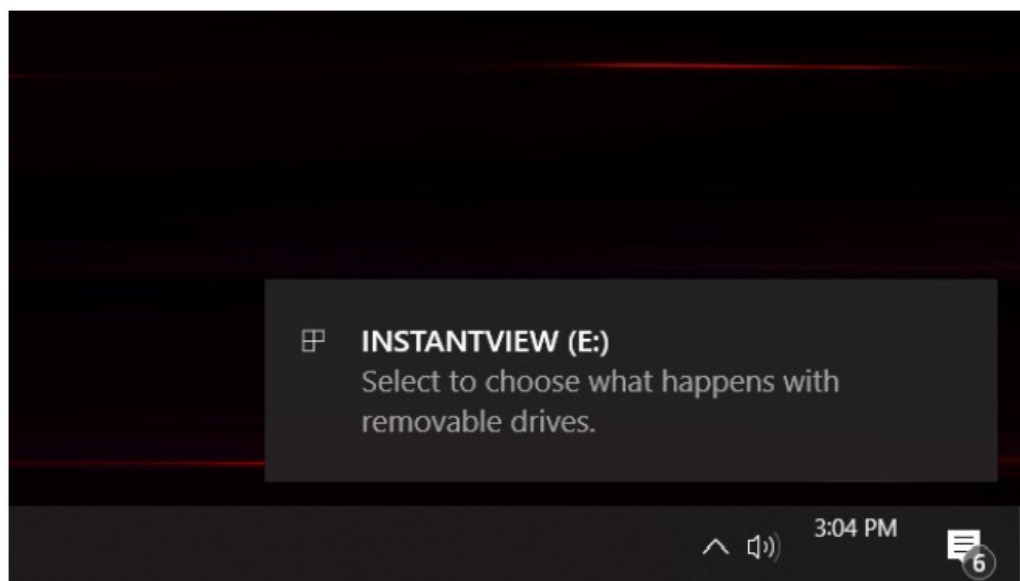 INSTANTVIEW (E:)
Select to choose what happens with
removable drives.
3:04 PM
6